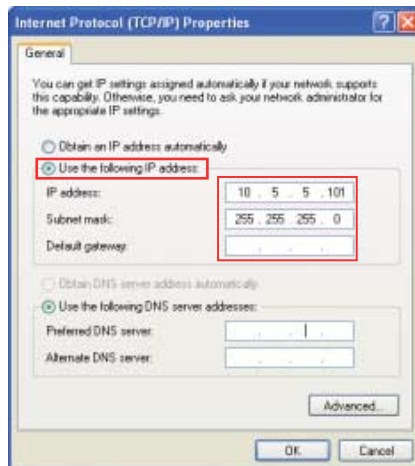 Internet Protocol (TCP/IP) Properties
General
You can get IP settings assigned automatically if your network supports
this capability. Otherwise, you need to ask your network administrator for
the appropriate IP settings.
Obtain an IP address automatically
Use the following IP address:
IP address: 10 . 5 . 5 . 101
Subnet mask: 255 . 255 . 255 . 0
Default gateway: . . .
Obtain DNS server address automatically
Use the following DNS server addresses:
Preferred DNS server: . . .
Alternate DNS server: . . .
Advanced...
OK Cancel